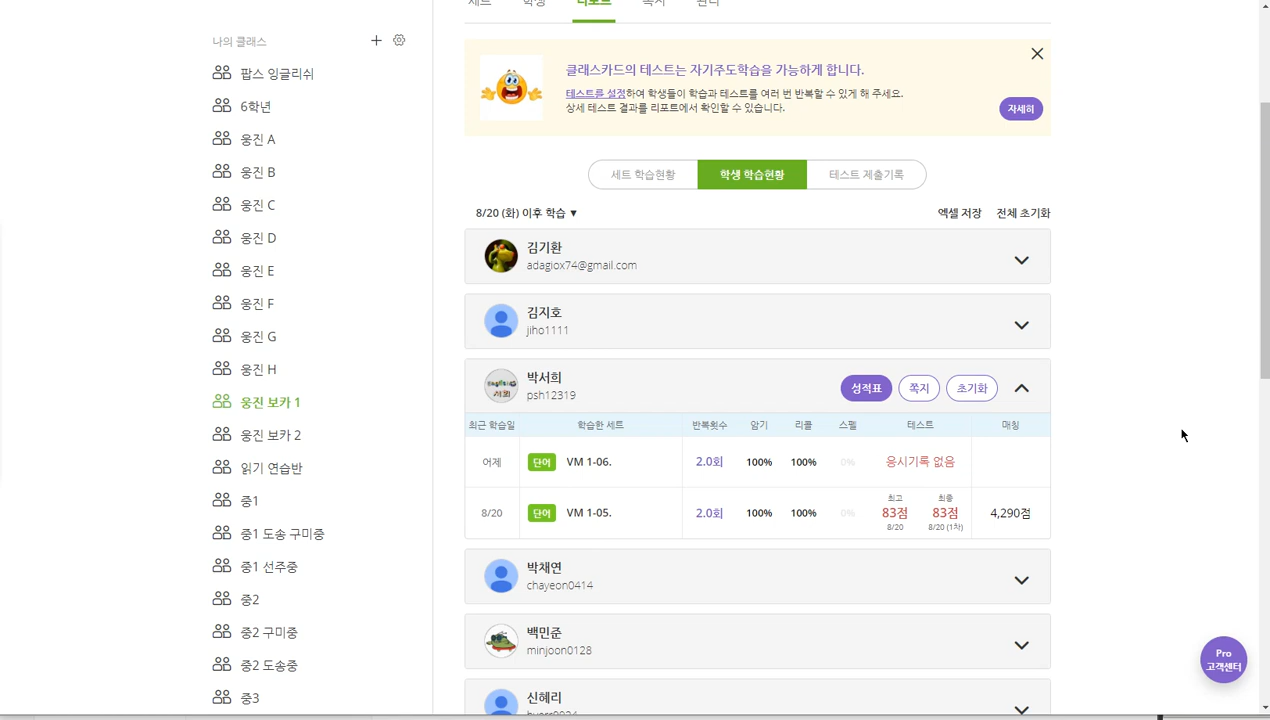 세트 학생 리포트 쪽지 관리
나의 클래스
팝스 잉글리쉬
6학년
웅진 A
웅진 B
웅진 C
웅진 D
웅진 E
웅진 F
웅진 G
웅진 H
웅진 보카 1
웅진 보카 2
읽기 연습반
중1
중1 도송 구미중
중1 선주중
중2
중2 구미중
중2 도송중
중3
클래스카드의 테스트는 자기주도학습을 가능하게 합니다.
테스트를 설정하여 학생들이 학습과 테스트를 여러 번 반복할 수 있게 해 주세요.
상세 테스트 결과를 리포트에서 확인할 수 있습니다.
자세히
세트 학습현황 학생 학습현황 테스트 제출기록
8/20 (화) 이후 학습 ▼ 엑셀 저장 전체 초기화
김기환
adagiox74@gmail.com
김지호
jiho1111
박서희
psh12319
성적표 쪽지 초기화
최근 학습일 학습한 세트 반복횟수 암기 리콜 스펠 테스트 매칭
어제 단어 VM 1-06. 2.0회 100% 100% 0% 응시기록 없음
최고 최종
8/20 단어 VM 1-05. 2.0회 100% 100% 0% 83점 83점 4,290점
8/20 8/20 (1차)
박채연
chayeon0414
백민준
minjoon0128
신혜리
Pro
고객센터